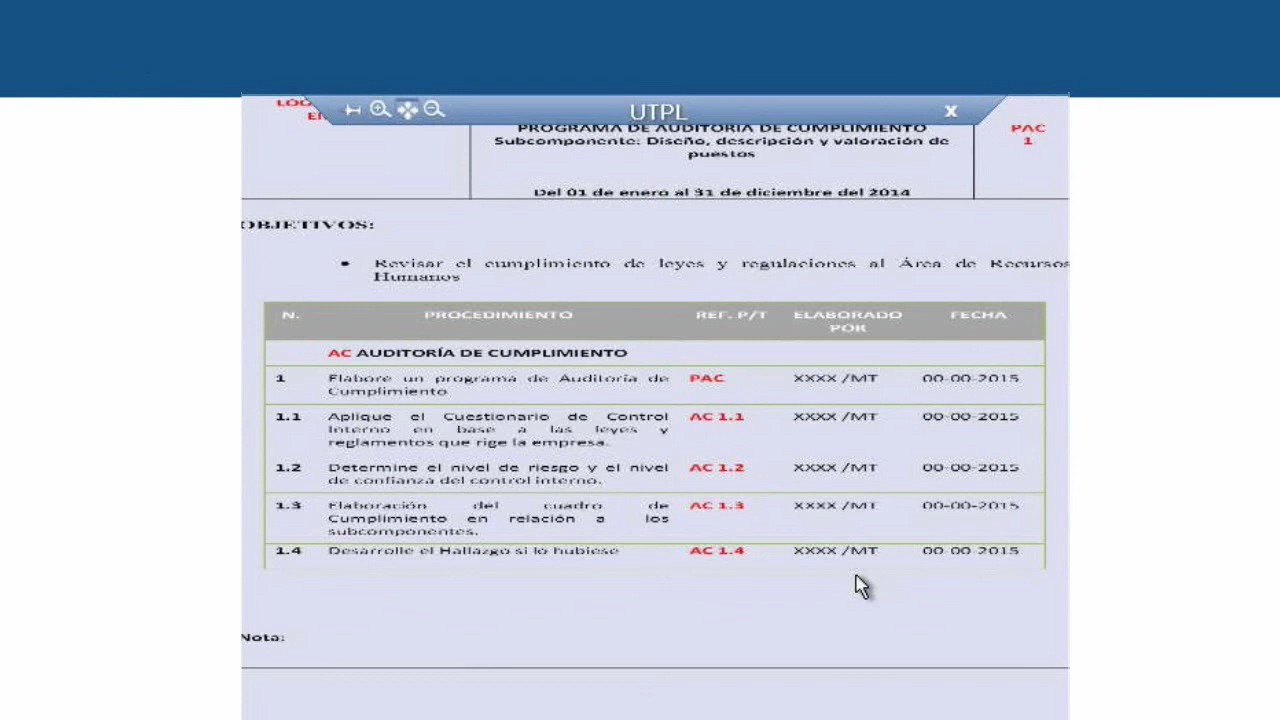 UTPL
x
PROGRAMA DE AUDITORÍA DE CUMPLIMIENTO
Subcomponente: Diseño, descripción y valoración de
puestos
Del 01 de enero al 31 de diciembre del 2014
PAC
1
OBJETIVOS:
• Revisar el cumplimiento de leyes y regulaciones al Área de Recursos
Humanos
N. PROCEDIMIENTO REF. P/T ELABORADO POR FECHA
AC AUDITORÍA DE CUMPLIMIENTO
1 Elabore un programa de Auditoría de PAC XXXX /MT 00-00-2015
Cumplimiento
1.1 Aplique el Cuestionario de Control AC 1.1 XXXX /MT 00-00-2015
Interno en base a las leyes y
reglamentos que rige la empresa.
1.2 Determine el nivel de riesgo y el nivel AC 1.2 XXXX /MT 00-00-2015
de confianza del control interno.
1.3 Elaboración del cuadro de AC 1.3 XXXX /MT 00-00-2015
Cumplimiento en relación a los
subcomponentes.
1.4 Desarrolle el Hallazgo si lo hubiese AC 1.4 XXXX /MT 00-00-2015
Nota: